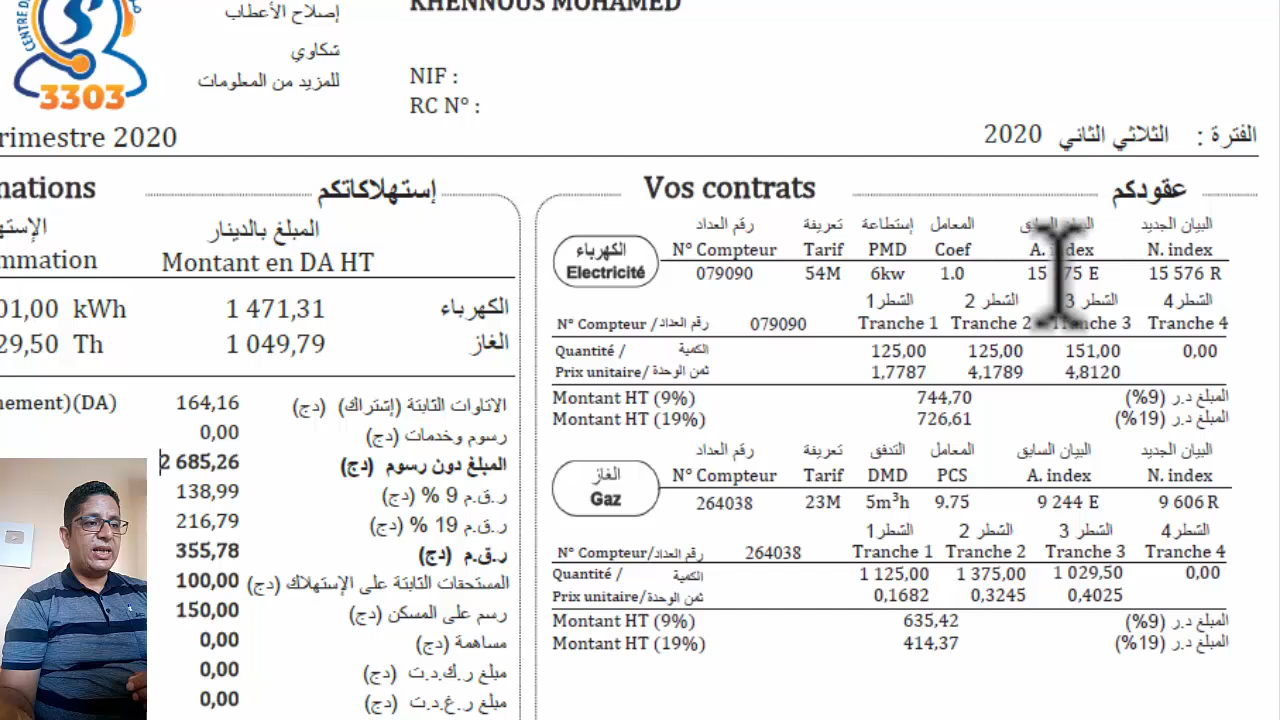 إصلاح الأعطاب
KHENNOUS MOHAMED
شكاوي
للمزيد من المعلومات
NIF :
3303
RC N° :
rimestre 2020
الفترة : الثلاثي الثاني 2020
إستهلاكاتكم
المبلغ بالدينار
Montant en DA HT
01,00 kWh 1 471,31 الكهرباء
29,50 Th 1 049,79 الغاز
(DA) 164,16 الاتاوات الثابتة (إشتراك) (دج)
0,00 رسوم وخدمات (دج)
2 685,26 المبلغ دون رسوم (دج)
138,99 ر.ق.م 9 % (دج)
216,79 ر.ق.م 19 % (دج)
355,78 ر.ق.م (دج)
100,00 المستحقات الثابتة على الإستهلاك (دج)
150,00 رسم على المسكن (دج)
0,00 مساهمة (دج)
0,00 مبلغ ر.ك.د.ت (دج)
0,00 مبلغ ر.غ.د.ت (دج)
Vos contrats عقودكم
رقم العداد تعريفة إستطاعة المعامل البيان الجديد
الكهرباء N° Compteur Tarif PMD Coef N. index
Electricité 079090 54M 6kw 1.0 15 576 R
الشطر1 الشطر 2 الشطر 3 الشطر4
N° Compteur / رقم العداد 079090 Tranche 1 Tranche 2 Tranche 4
Quantité / الكمية 125,00 125,00 151,00 0,00
Prix unitaire/ ثمن الوحدة 1,7787 4,1789 4,8120
Montant HT (9%) 744,70 المبلغ د.ر (9%)
Montant HT (19%) 726,61 المبلغ د.ر (19%)
رقم العداد تعريفة التدفق المعامل البيان السابق البيان الجديد
الغاز N° Compteur Tarif DMD PCS A. index N. index
Gaz 264038 23M 5m³h 9.75 9 244 E 9 606 R
الشطر1 الشطر 2 الشطر 3 الشطر4
N° Compteur/ رقم العداد 264038 Tranche 1 Tranche 2 Tranche 3 Tranche 4
Quantité / الكمية 1 125,00 1 375,00 1 029,50 0,00
Prix unitaire/ ثمن الوحدة 0,1682 0,3245 0,4025
Montant HT (9%) 635,42 المبلغ د.ر (9%)
Montant HT (19%) 414,37 المبلغ د.ر (19%)